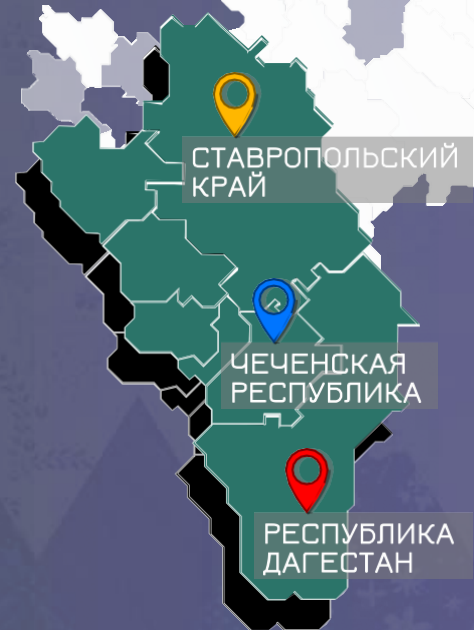 СТАВРОПОЛЬСКИЙ
КРАЙ
ЧЕЧЕНСКАЯ
РЕСПУБЛИКА
РЕСПУБЛИКА
ДАГЕСТАН